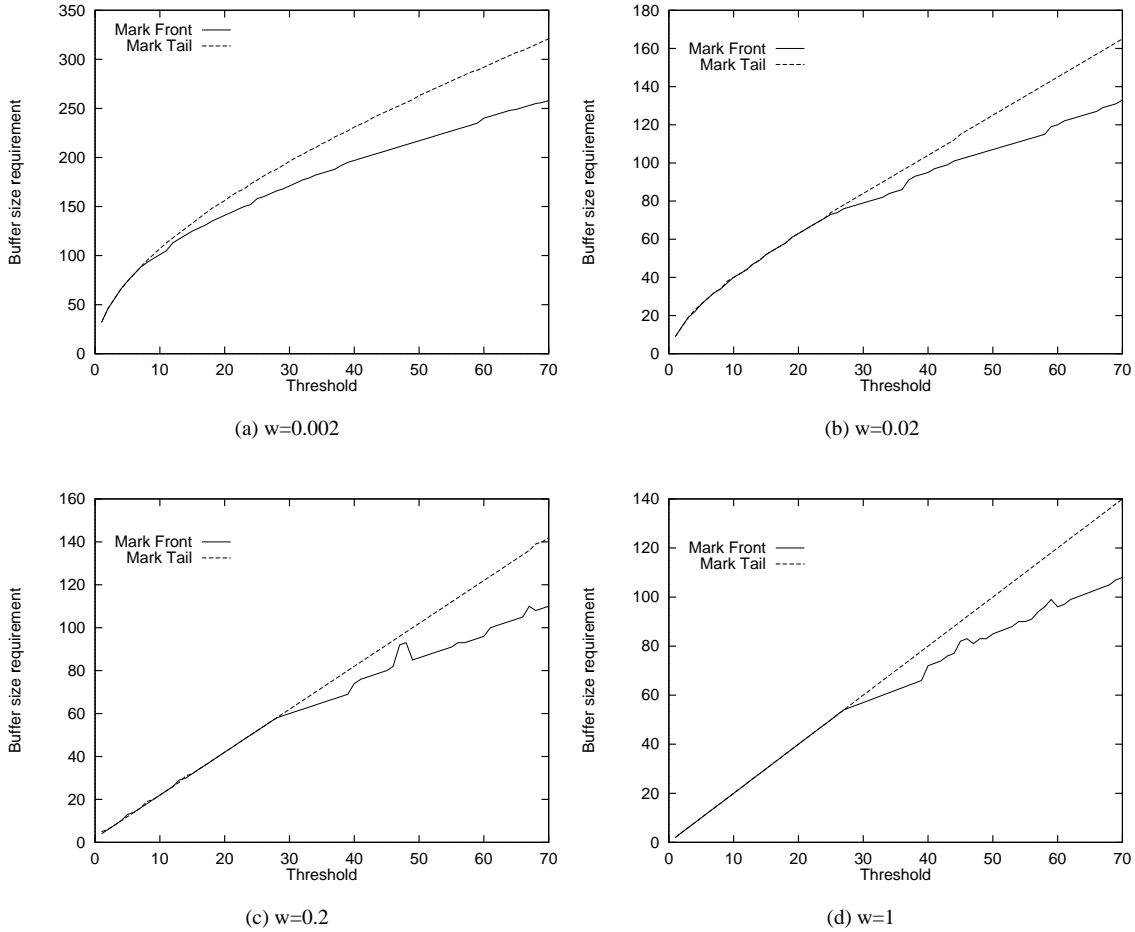 350
300
250
200
150
100
50
0
Buffer size requirement
Mark Front
Mark Tail
0 10 20 30 40 50 60 70
Threshold
(a) w=0.002
180
160
140
120
100
80
60
40
20
0
Buffer size requirement
Mark Front
Mark Tail
0 10 20 30 40 50 60 70
Threshold
(b) w=0.02
160
140
120
100
80
60
40
20
0
Buffer size requirement
Mark Front
Mark Tail
0 10 20 30 40 50 60 70
Threshold
(c) w=0.2
140
120
100
80
60
40
20
0
Buffer size requirement
Mark Front
Mark Tail
0 10 20 30 40 50 60 70
Threshold
(d) w=1